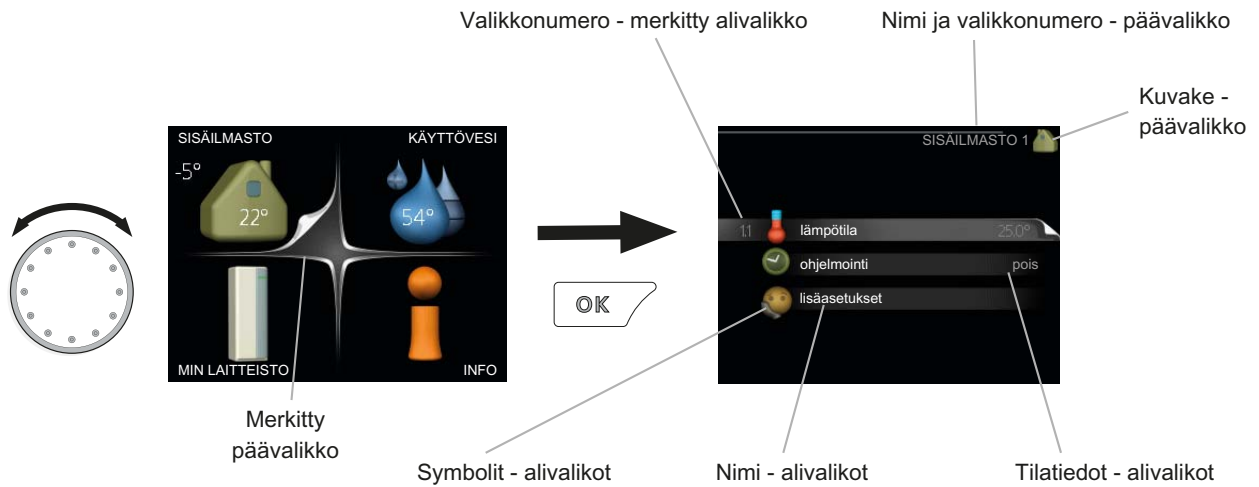 Valikkonumero - merkitty alivalikko
Nimi ja valikkonumero - päävalikko
Kuvake -
päävalikko
SISÄILMASTO
KÄYTTÖVESI
-5°
22°
54°
MIN LAITTEISTO
INFO
Merkitty
päävalikko
OK
SISÄILMASTO 1
1.1 lämpötila 25.0°
ohjelmointi pois
lisäasetukset
Symbolit - alivalikot
Nimi - alivalikot
Tilatiedot - alivalikot